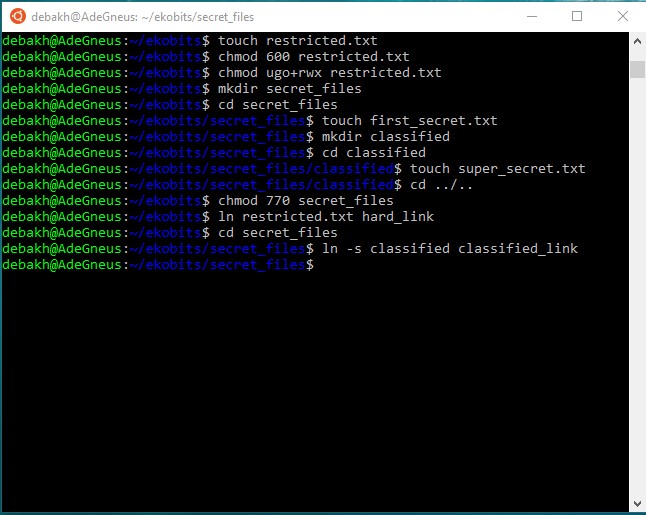 debakh@AdeGneus: ~/ekobits/secret_files
debakh@AdeGneus:~/ekobits$ touch restricted.txt
debakh@AdeGneus:~/ekobits$ chmod 600 restricted.txt
debakh@AdeGneus:~/ekobits$ chmod ugo+rwx restricted.txt
debakh@AdeGneus:~/ekobits$ mkdir secret_files
debakh@AdeGneus:~/ekobits$ cd secret_files
debakh@AdeGneus:~/ekobits/secret_files$ touch first_secret.txt
debakh@AdeGneus:~/ekobits/secret_files$ mkdir classified
debakh@AdeGneus:~/ekobits/secret_files$ cd classified
debakh@AdeGneus:~/ekobits/secret_files/classified$ touch super_secret.txt
debakh@AdeGneus:~/ekobits/secret_files/classified$ cd ../..
debakh@AdeGneus:~/ekobits$ chmod 770 secret_files
debakh@AdeGneus:~/ekobits$ ln restricted.txt hard_link
debakh@AdeGneus:~/ekobits$ cd secret_files
debakh@AdeGneus:~/ekobits/secret_files$ ln -s classified classified_link
debakh@AdeGneus:~/ekobits/secret_files$